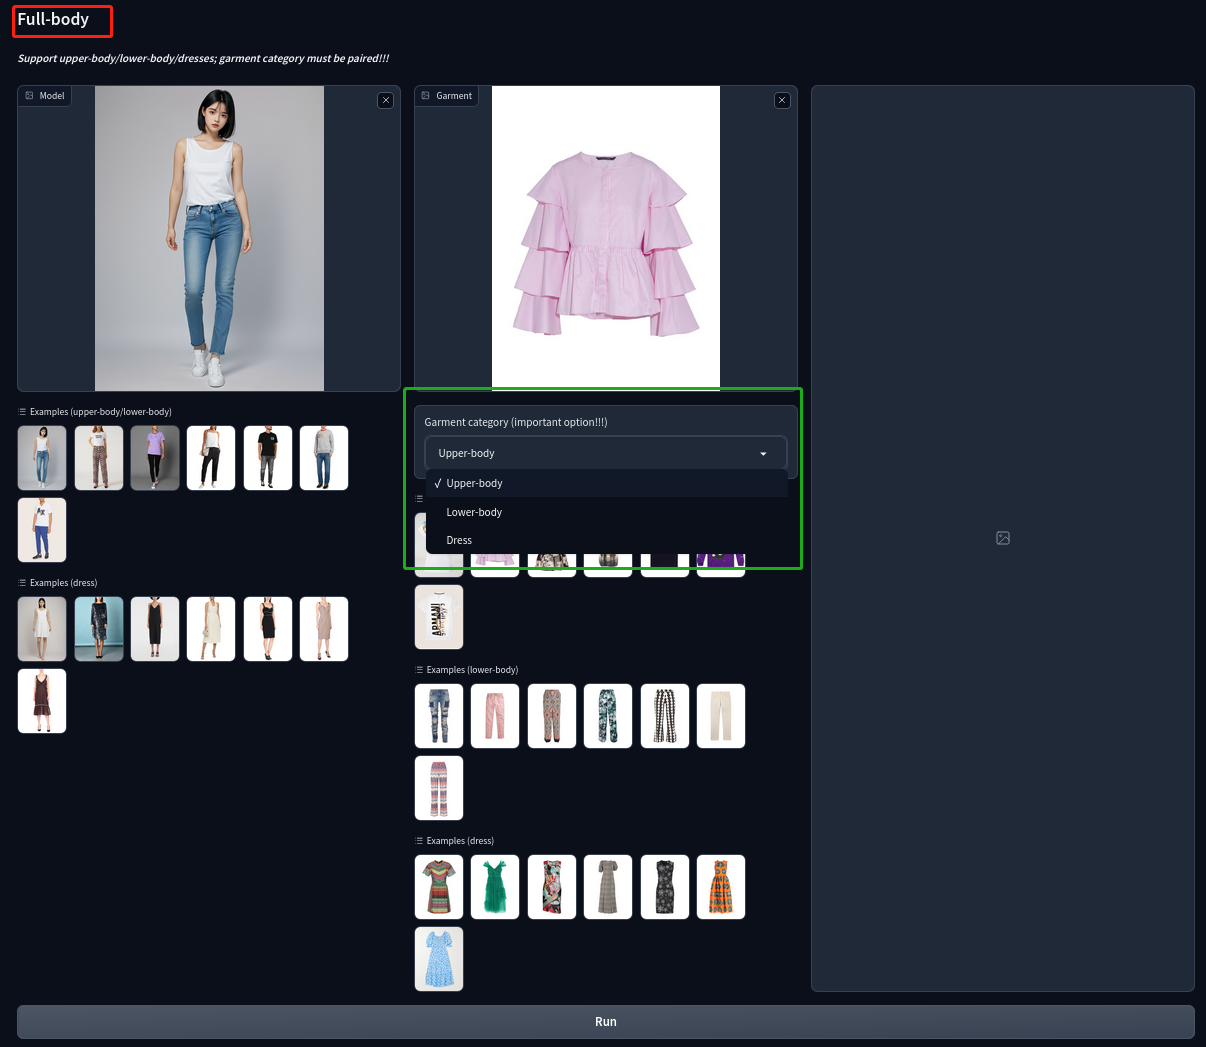 Full-body
Support upper-body/lower-body/dresses; garment category must be paired!!!
Model
Garment
Examples (upper-body/lower-body)
Examples (dress)
Garment category (important option!!!)
Upper-body
✓ Upper-body
Lower-body
Dress
ARMANI
Examples (lower-body)
Examples (dress)
Run